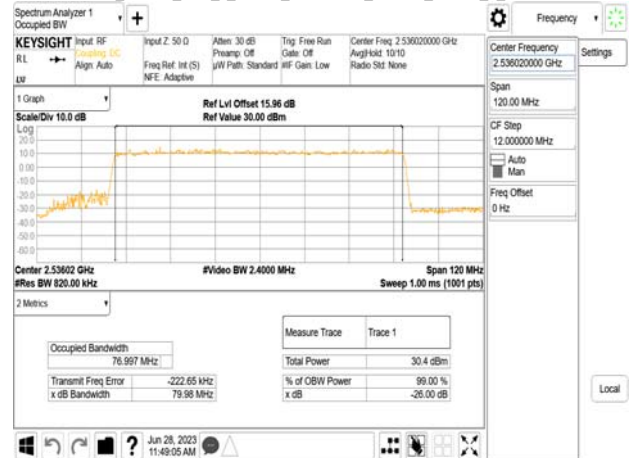 Spectrum Analyzer 1
Occupied BW
Frequency
KEYSIGHT
RL
Input: RF
Coupling: DC
Align: Auto
Input Z: 50 Ω
Freq Ref: Int (S)
NFE: Adaptive
Atten: 30 dB
Preamp: Off
µW Path: Standard
Trig: Free Run
Gate: Off
#IF Gain: Low
Center Freq: 2.536020000 GHz
Avg|Hold: 10/10
Radio Std: None
Center Frequency
2.536020000 GHz
Settings
Span
120.00 MHz
CF Step
12.000000 MHz
Auto
Man
Freq Offset
0 Hz
Local
1 Graph
Scale/Div 10.0 dB
Ref Lvl Offset 15.96 dB
Ref Value 30.00 dBm
Log
20.0
10.0
0.00
-10.0
-20.0
-30.0
-40.0
-50.0
-60.0
Center 2.53602 GHz
#Res BW 820.00 kHz
#Video BW 2.4000 MHz
Span 120 MHz
Sweep 1.00 ms (1001 pts)
2 Metrics
Measure Trace Trace 1
Occupied Bandwidth
76.997 MHz
Total Power 30.4 dBm
Transmit Freq Error -222.65 kHz
% of OBW Power 99.00 %
x dB Bandwidth 79.98 MHz
x dB -26.00 dB
Jun 28, 2023
11:49:05 AM